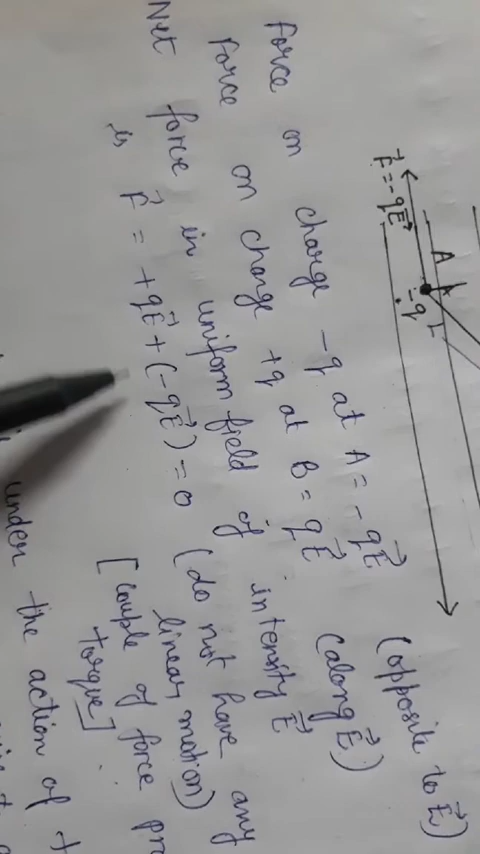 F⃗ = -qE⃗
A
-q
Force on charge -q at A = -qE⃗ (opposite to E⃗)
Force on charge +q at B = qE⃗ (along E⃗)
Net force in uniform field of intensity E⃗
is F⃗ = +qE⃗ + (-qE⃗) = 0 (do not have any
linear motion)
[couple of force
torque]
under the action of